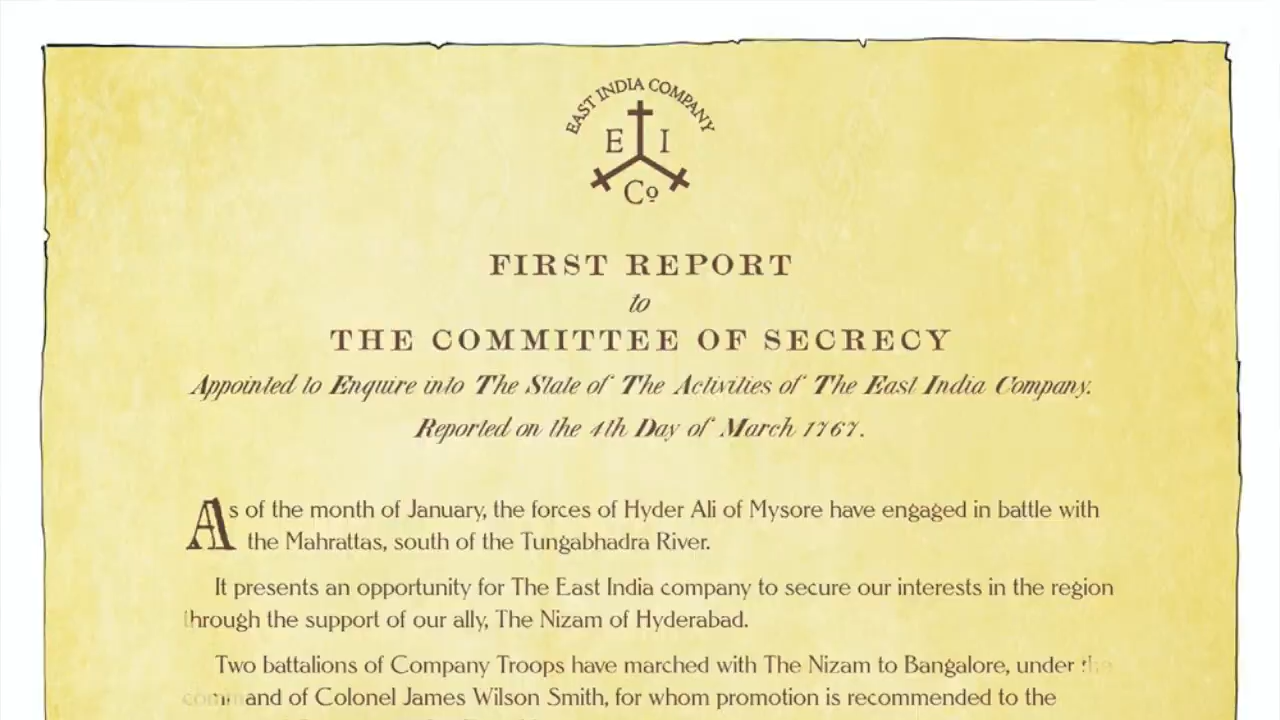 EAST INDIA COMPANY
E I
Co
FIRST REPORT
to
THE COMMITTEE OF SECRECY
Appointed to Enquire into The State of The Activities of The East India Company.
Reported on the 4th Day of March 1767.
As of the month of January, the forces of Hyder Ali of Mysore have engaged in battle with
the Mahrattas, south of the Tungabhadra River.
It presents an opportunity for The East India company to secure our interests in the region
through the support of our ally, The Nizam of Hyderabad.
Two battalions of Company Troops have marched with The Nizam to Bangalore, under the
command of Colonel James Wilson Smith, for whom promotion is recommended to the